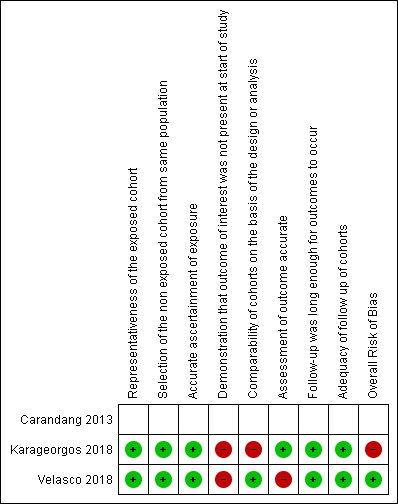 Representativeness of the exposed cohort
Selection of the non exposed cohort from same population
Accurate ascertainment of exposure
Demonstration that outcome of interest was not present at start of study
Comparability of cohorts on the basis of the design or analysis
Assessment of outcome accurate
Follow-up was long enough for outcomes to occur
Adequacy of follow up of cohorts
Overall Risk of Bias
Carandang 2013
Karageorgos 2018 + + + - - + + + -
Velasco 2018 + + + - + - + + +